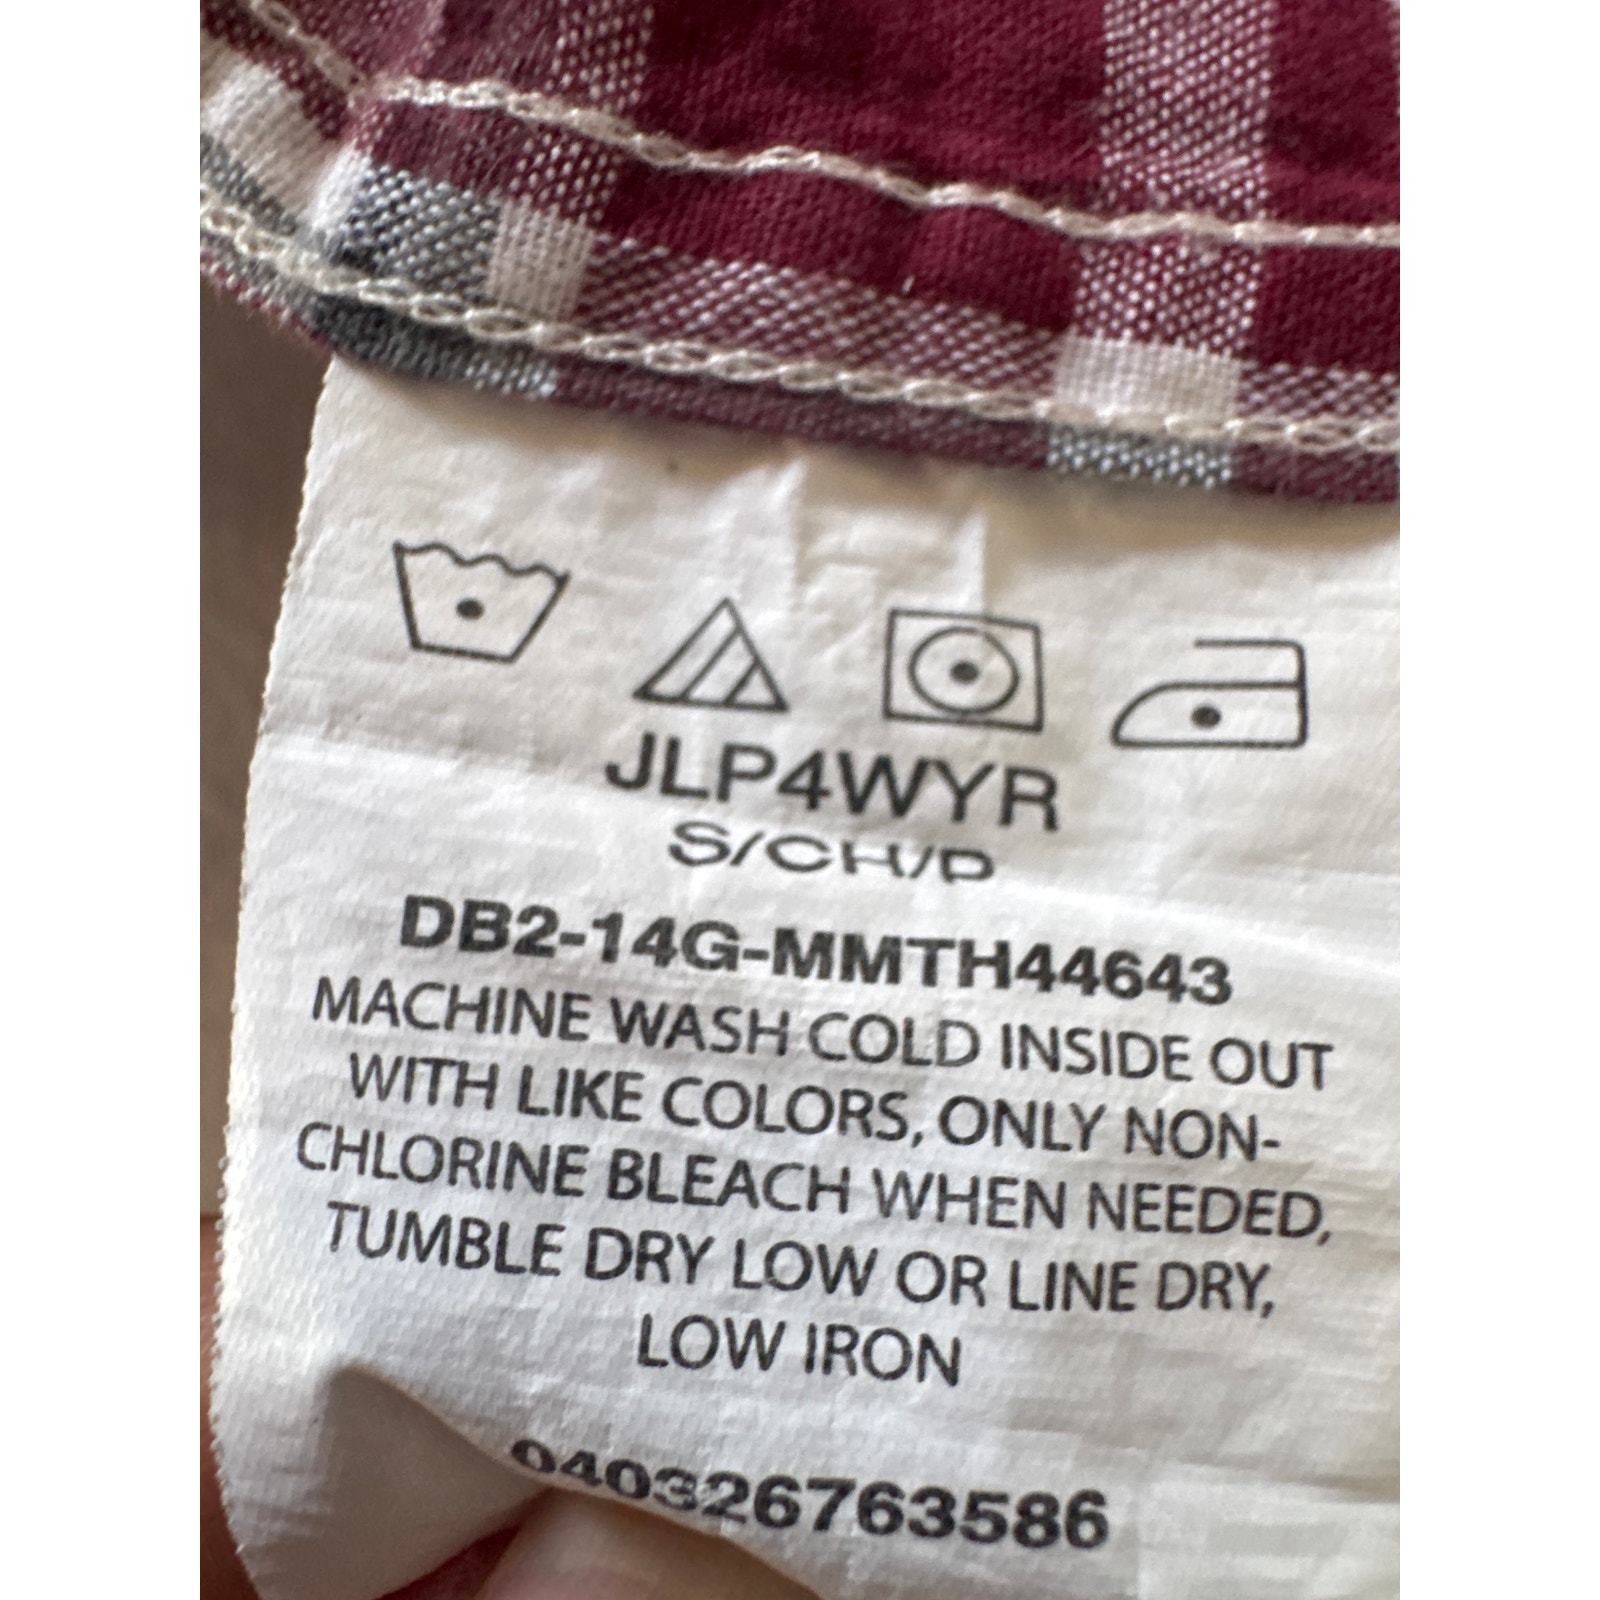 JLP4WYR
S/CH/P
DB2-14G-MMTH44643
MACHINE WASH COLD INSIDE OUT
WITH LIKE COLORS, ONLY NON-
CHLORINE BLEACH WHEN NEEDED,
TUMBLE DRY LOW OR LINE DRY,
LOW IRON
040326763586